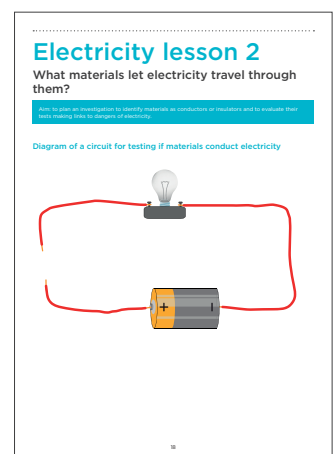 Electricity lesson 2
What materials let electricity travel through
them?
Aim: to plan an investigation to identify materials as conductors or insulators and to evaluate their
tests making links to dangers of electricity.
Diagram of a circuit for testing if materials conduct electricity
+ –
18